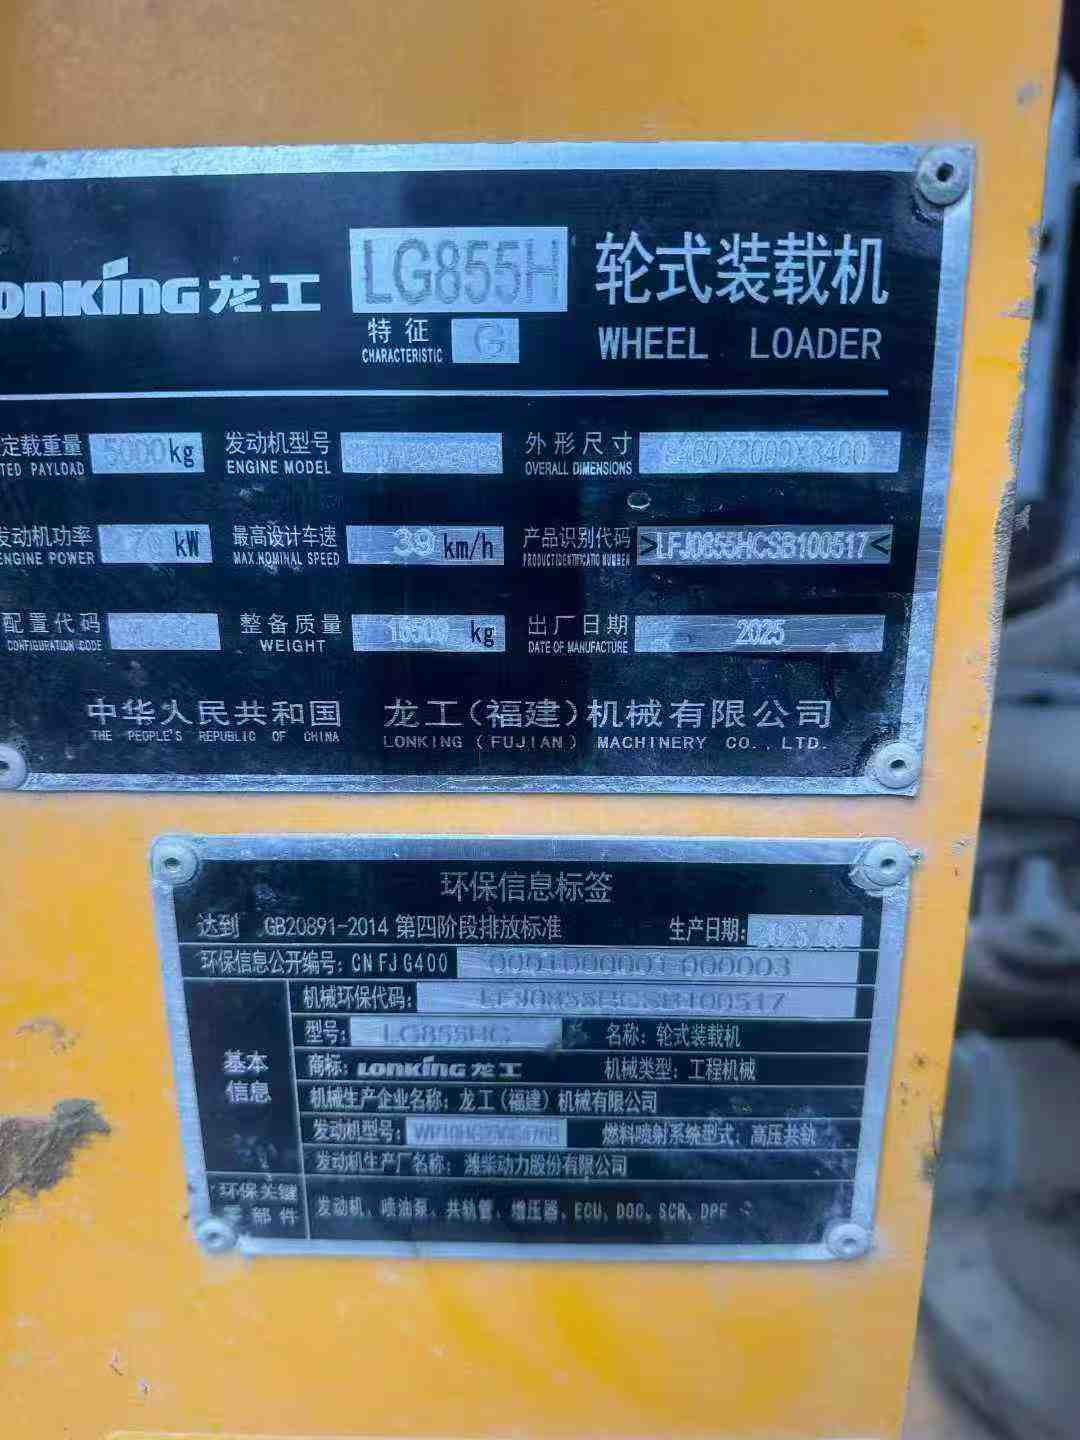 LONKING龙工 LG855H 轮式装载机
特征 G WHEEL LOADER
CHARACTERISTIC
定载重量 5000kg 发动机型号 外形尺寸
TED PAYLOAD ENGINE MODEL OVERALL DIMENSIONS
发动机功率 kW 最高设计车速 39 km/h 产品识别代码 >LFJ0855HCSB100517<
ENGINE POWER MAX.NOMINAL SPEED
配置代码 整备质量 kg 出厂日期 2025
CONFIGURATION CODE WEIGHT DATE OF MANUFACTURE
中华人民共和国 龙工(福建)机械有限公司
THE PEOPLE'S REPUBLIC OF CHINA LONKING (FUJIAN) MACHINERY CO., LTD.
环保信息标签
达到 GB20891-2014 第四阶段排放标准 生产日期:
环保信息公开编号: CN FJ G400
机械环保代码: LFJ0855HCSB100517
型号: LG855HC 名称: 轮式装载机
基本信息
商标: LONKING 龙工 机械类型: 工程机械
机械生产企业名称: 龙工(福建)机械有限公司
发动机型号: 燃料喷射系统型式: 高压共轨
发动机生产厂名称: 潍柴动力股份有限公司
环保关键零部件 发动机、喷油泵、共轨管、增压器、ECU、DOC、SCR、DPF